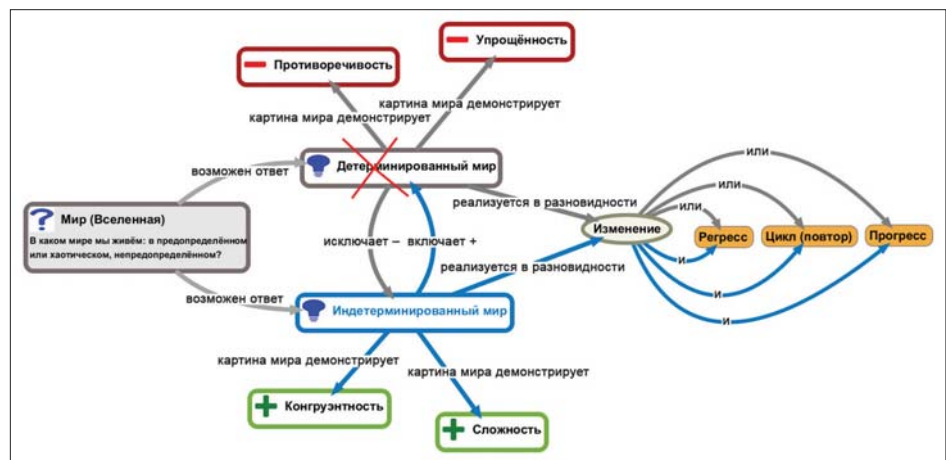 Упрощённость
Противоречивость
картина мира демонстрирует
картина мира демонстрирует
или
Детерминированный мир
возможен ответ
или
реализуется в разновидности
или
?
Мир (Вселенная)
В каком мире мы живём: в предопределённом
или хаотическом, непредопределённом?
Изменение
Регресс
Цикл (повтор)
Прогресс
исключает –
включает +
и
реализуется в разновидности
и
возможен ответ
Индетерминированный мир
и
картина мира демонстрирует
картина мира демонстрирует
Конгруэнтность
Сложность